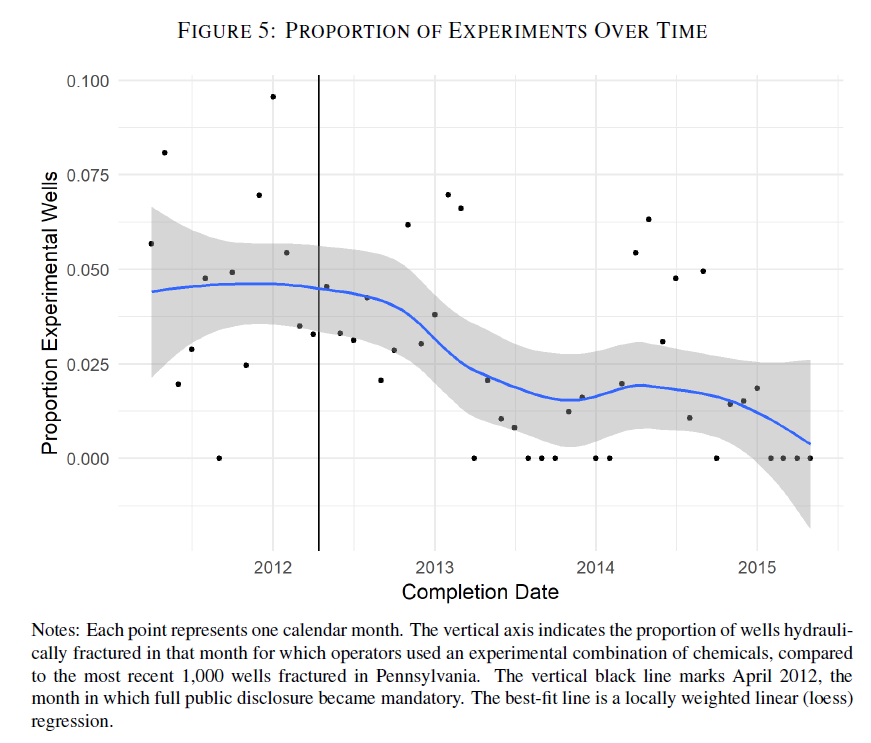 FIGURE 5: PROPORTION OF EXPERIMENTS OVER TIME
0.100
0.075
0.050
0.025
0.000
Proportion Experimental Wells
2012 2013 2014 2015
Completion Date
Notes: Each point represents one calendar month. The vertical axis indicates the proportion of wells hydrauli-
cally fractured in that month for which operators used an experimental combination of chemicals, compared
to the most recent 1,000 wells fractured in Pennsylvania. The vertical black line marks April 2012, the
month in which full public disclosure became mandatory. The best-fit line is a locally weighted linear (loess)
regression.